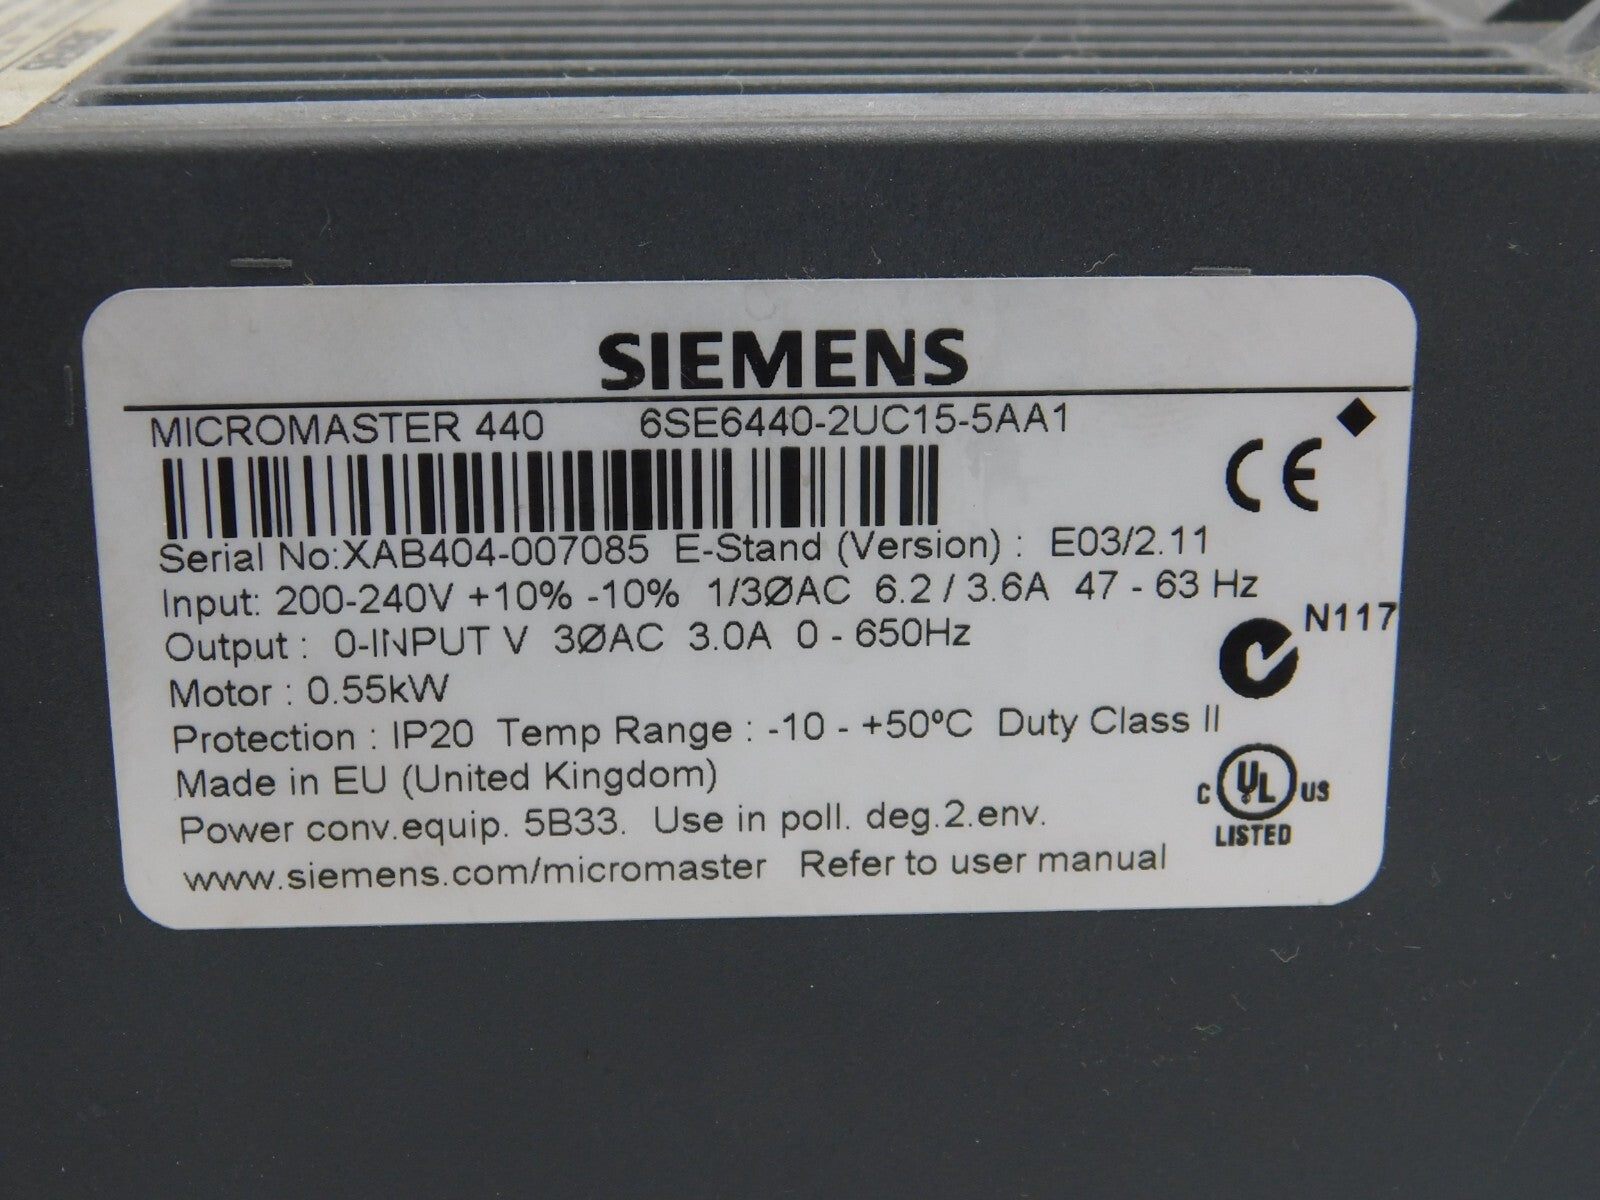 SIEMENS
MICROMASTER 440 6SE6440-2UC15-5AA1
CE
Serial No:XAB404-007085 E-Stand (Version) : E03/2.11
Input: 200-240V +10% -10% 1/3ØAC 6.2 / 3.6A 47 - 63 Hz
N117
Output : 0-INPUT V 3ØAC 3.0A 0 - 650Hz
Motor : 0.55kW
Protection : IP20 Temp Range : -10 - +50ºC Duty Class II
Made in EU (United Kingdom)
C UL US
LISTED
Power conv.equip. 5B33. Use in poll. deg.2.env.
www.siemens.com/micromaster Refer to user manual